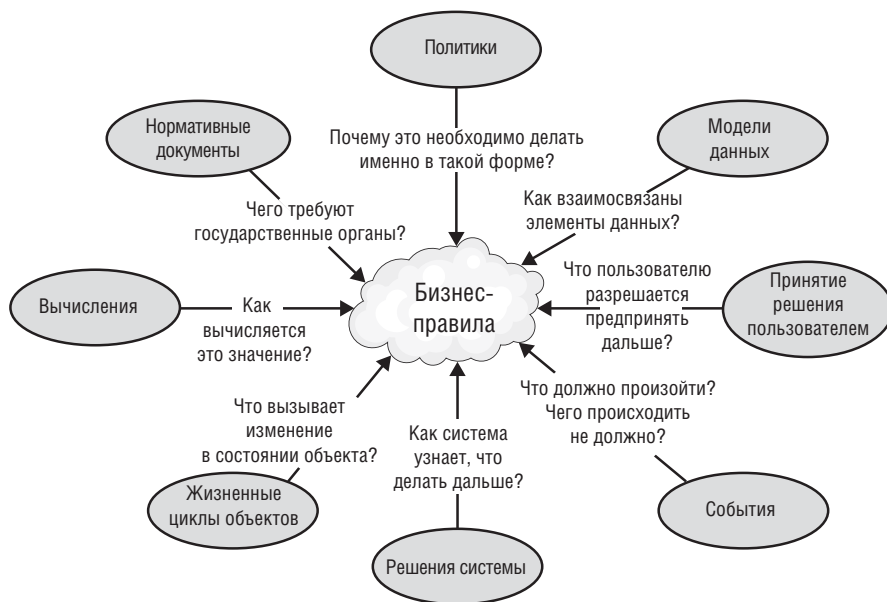 Политики
Почему это необходимо делать
именно в такой форме?
Нормативные
документы
Чего требуют
государственные органы?
Модели
данных
Как взаимосвязаны
элементы данных?
Вычисления
Как
вычисляется
это значение?
Бизнес-
правила
Что пользователю
разрешается
предпринять
дальше?
Принятие
решения
пользователем
Что вызывает
изменение
в состоянии объекта?
Жизненные
циклы объектов
Как система
узнает, что
делать дальше?
Решения системы
Что должно произойти?
Чего происходить
не должно?
События